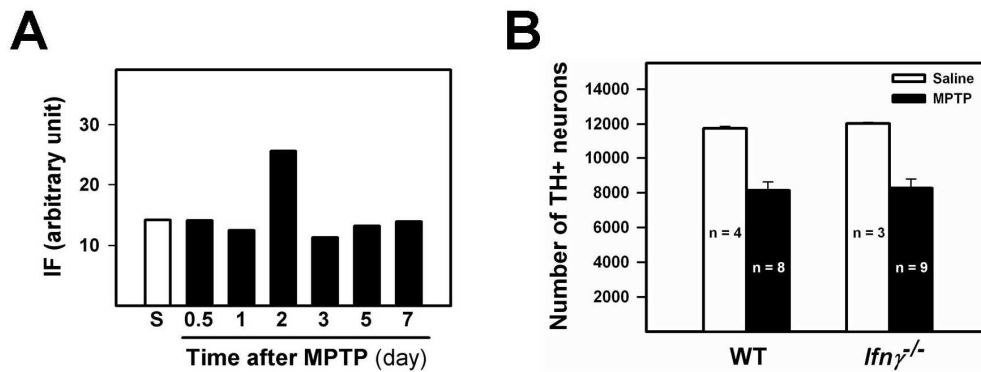 A
IF (arbitrary unit)
30
20
10
S 0.5 1 2 3 5 7
Time after MPTP (day)
B
Number of TH+ neurons
14000
12000
10000
8000
6000
4000
2000
Saline
MPTP
n = 4
n = 8
n = 3
n = 9
WT Ifnγ-/-